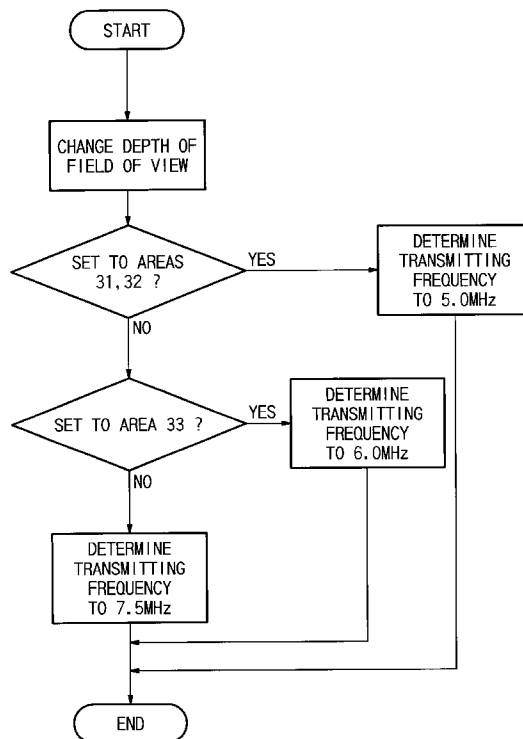 START
CHANGE DEPTH OF
FIELD OF VIEW
SET TO AREAS
31,32 ?
YES
DETERMINE
TRANSMITTING
FREQUENCY
TO 5.0MHz
NO
SET TO AREA 33 ?
YES
DETERMINE
TRANSMITTING
FREQUENCY
TO 6.0MHz
NO
DETERMINE
TRANSMITTING
FREQUENCY
TO 7.5MHz
END